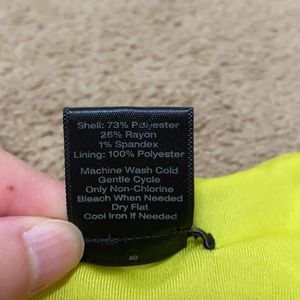 Shell: 73% Polyester
26% Rayon
1% Spandex
Lining: 100% Polyester
Machine Wash Cold
Gentle Cycle
Only Non-Chlorine
Bleach When Needed
Dry Flat
Cool Iron If Needed
AD